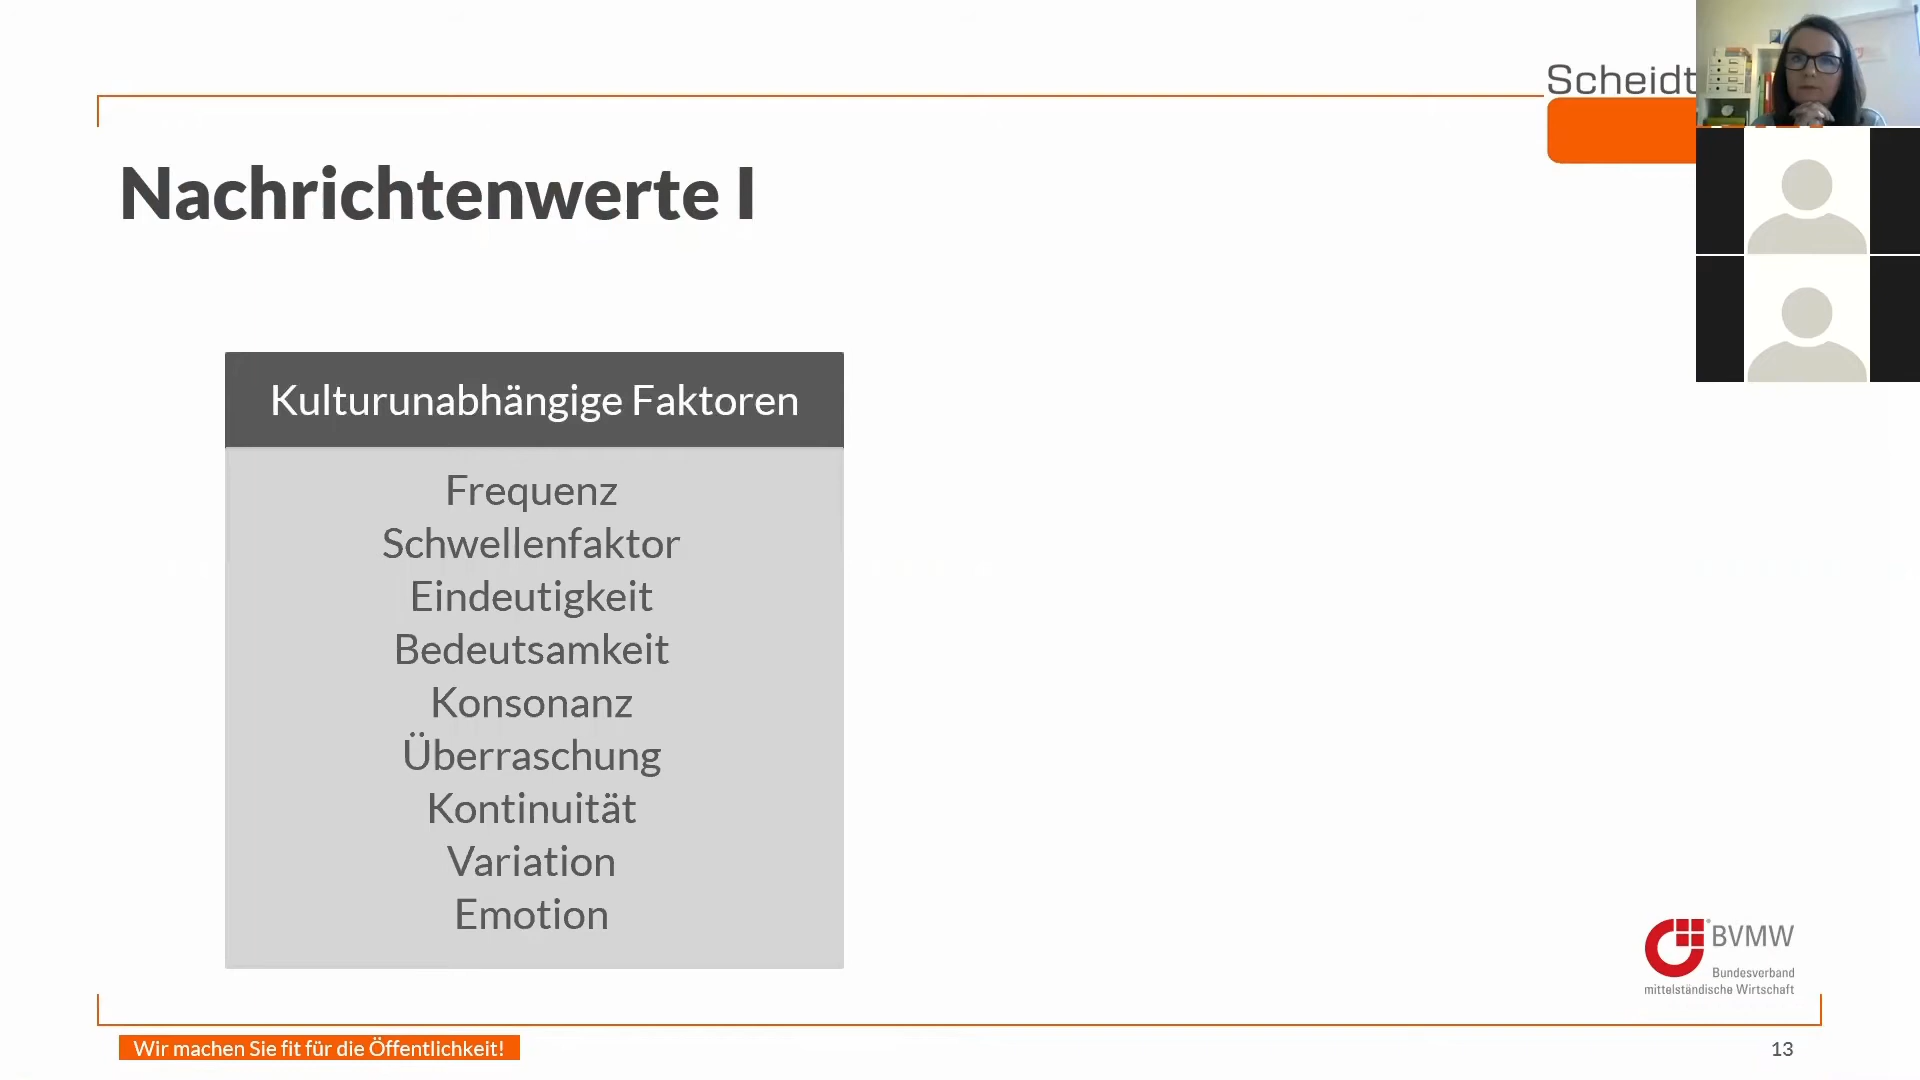 Scheidt
Nachrichtenwerte I
Kulturunabhängige Faktoren
Frequenz
Schwellenfaktor
Eindeutigkeit
Bedeutsamkeit
Konsonanz
Überraschung
Kontinuität
Variation
Emotion
BVMW
Bundesverband
mittelständische Wirtschaft
Wir machen Sie fit für die Öffentlichkeit!
13